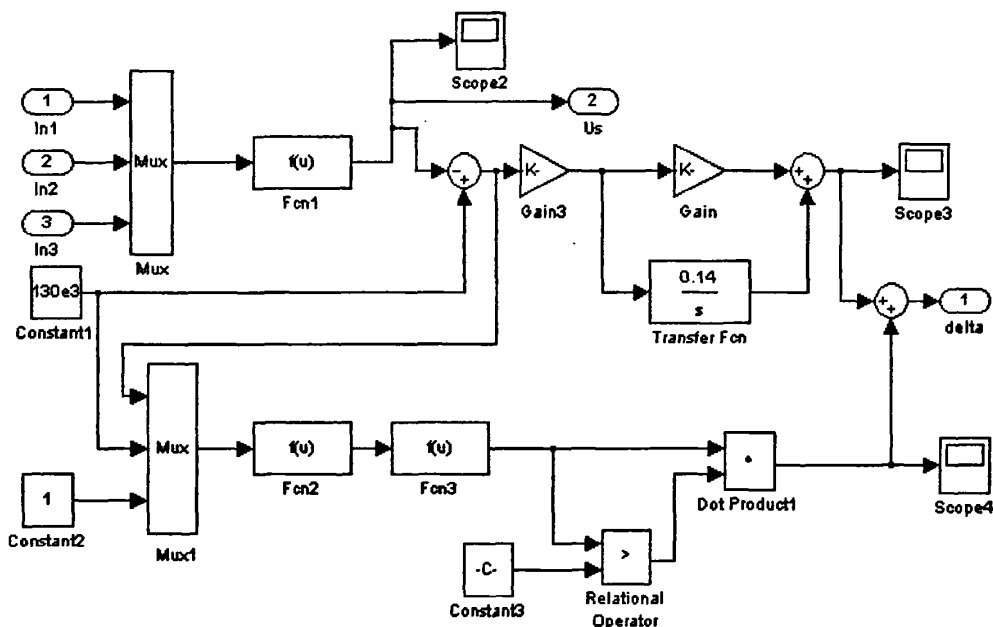 Scope2
1
In1
2
In2
3
In3
Mux
Mux
f(u)
Fcn1
2
Us
-
+
K-
Gain3
K-
Gain
+
+
Scope3
130e3
Constant1
0.14
s
Transfer Fcn
+
+
1
delta
Mux
Mux1
1
Constant2
f(u)
Fcn2
f(u)
Fcn3
Dot Product1
Scope4
-C-
Constant3
>
Relational
Operator